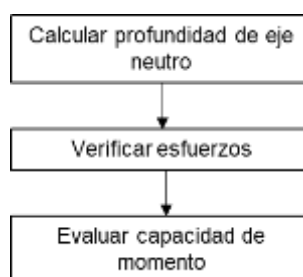 Calcular profundidad de eje
neutro
Verificar esfuerzos
Evaluar capacidad de
momento